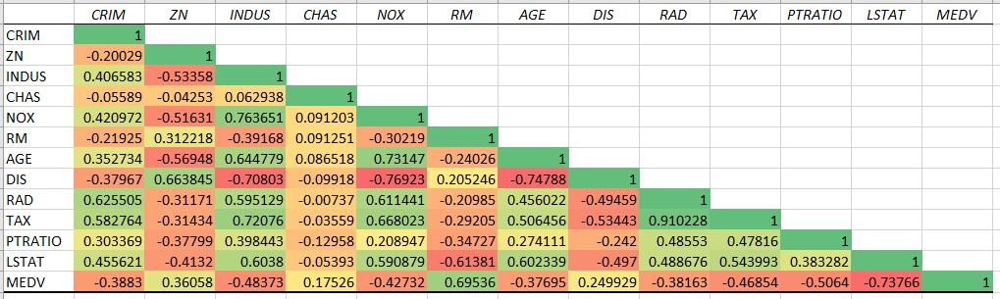 CRIM ZN INDUS CHAS NOX RM AGE DIS RAD TAX PTRATIO LSTAT MEDV
CRIM 1
ZN -0.20029 1
INDUS 0.406583 -0.53358 1
CHAS -0.05589 -0.04253 0.062938 1
NOX 0.420972 -0.51631 0.763651 0.091203 1
RM -0.21925 0.312218 -0.39168 0.091251 -0.30219 1
AGE 0.352734 -0.56948 0.644779 0.086518 0.73147 -0.24026 1
DIS -0.37967 0.663845 -0.70803 -0.09918 -0.76923 0.205246 -0.74788 1
RAD 0.625505 -0.31171 0.595129 -0.00737 0.611441 -0.20985 0.456022 -0.49459 1
TAX 0.582764 -0.31434 0.72076 -0.03559 0.668023 -0.29205 0.506456 -0.53443 0.910228 1
PTRATIO 0.303369 -0.37799 0.398443 -0.12958 0.208947 -0.34727 0.274111 -0.242 0.48553 0.47816 1
LSTAT 0.455621 -0.4132 0.6038 -0.05393 0.590879 -0.61381 0.602339 -0.497 0.488676 0.543993 0.383282 1
MEDV -0.3883 0.36058 -0.48373 0.17526 -0.42732 0.69536 -0.37695 0.249929 -0.38163 -0.46854 -0.5064 -0.73766 1